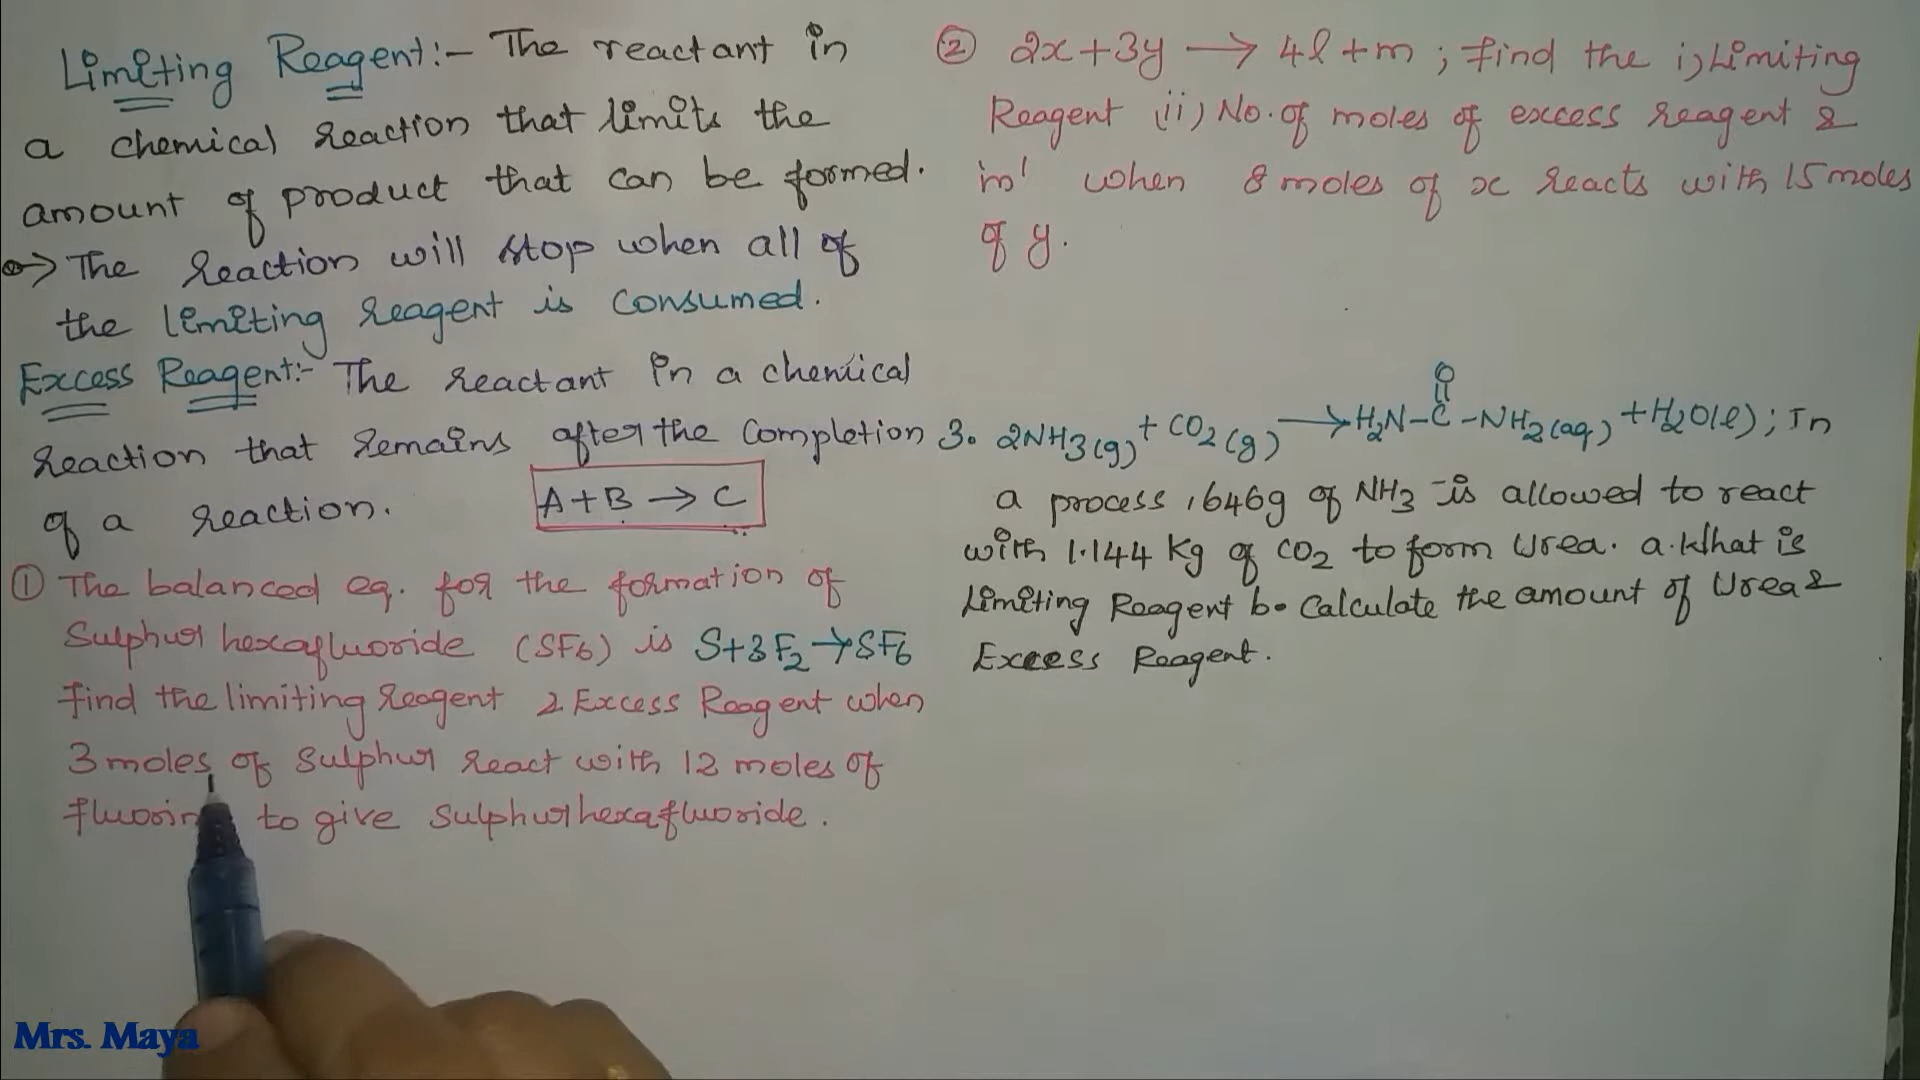 Limiting Reagent:- The reactant in
a chemical reaction that limits the
amount of product that can be formed.
→ The reaction will stop when all of
the limiting reagent is consumed.
Excess Reagent:- The reactant in a chemical
reaction that remains after the completion
of a reaction.
A+B → C
① The balanced eq. for the formation of
Sulphur hexafluoride (SF6) is S+3F2→SF6
find the limiting reagent & Excess Reagent when
3 moles of Sulphur react with 12 moles of
fluorin to give Sulphurhexafluoride.
② 2x+3y → 4l+m ; find the i) Limiting
Reagent (ii) No. of moles of excess reagent &
'm' when 8 moles of x reacts with 15 moles
of y.
O
3. 2NH3(g) + CO2(g) → H2N-C-NH2(aq) + H2O(l) ; In
a process, 646g of NH3 is allowed to react
with 1.144 Kg of CO2 to form Urea. a. What is
Limiting Reagent b. Calculate the amount of Urea &
Excess Reagent.
Mrs. Maya